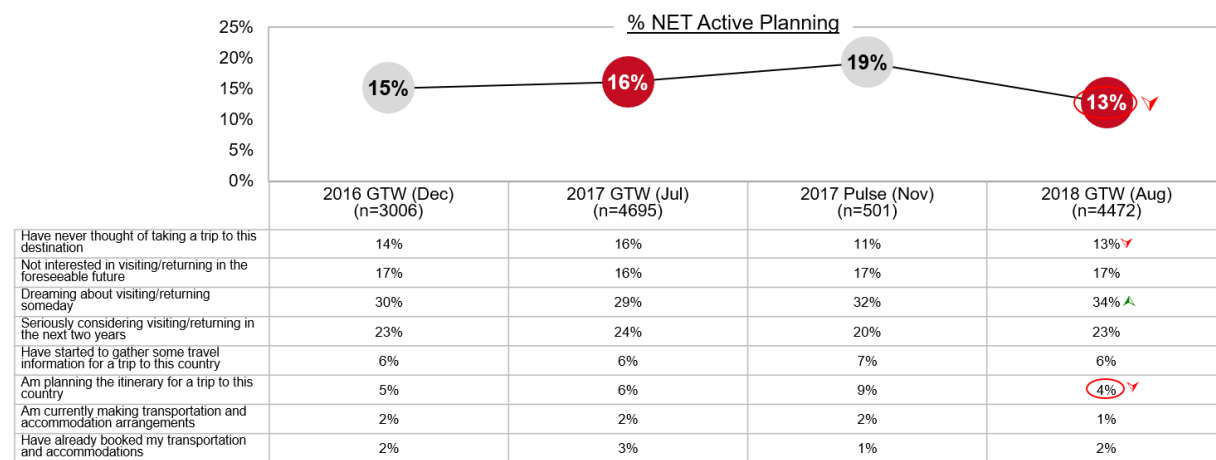 % NET Active Planning
25%
20%
15%
10%
5%
0%
15%
16%
19%
13%
2016 GTW (Dec)
(n=3006)
2017 GTW (Jul)
(n=4695)
2017 Pulse (Nov)
(n=501)
2018 GTW (Aug)
(n=4472)
Have never thought of taking a trip to this
destination
14% 16% 11% 13%
Not interested in visiting/returning in the
foreseeable future
17% 16% 17% 17%
Dreaming about visiting/returning
someday
30% 29% 32% 34%
Seriously considering visiting/returning in
the next two years
23% 24% 20% 23%
Have started to gather some travel
information for a trip to this country
6% 6% 7% 6%
Am planning the itinerary for a trip to this
country
5% 6% 9% 4%
Am currently making transportation and
accommodation arrangements
2% 2% 2% 1%
Have already booked my transportation
and accommodations
2% 3% 1% 2%